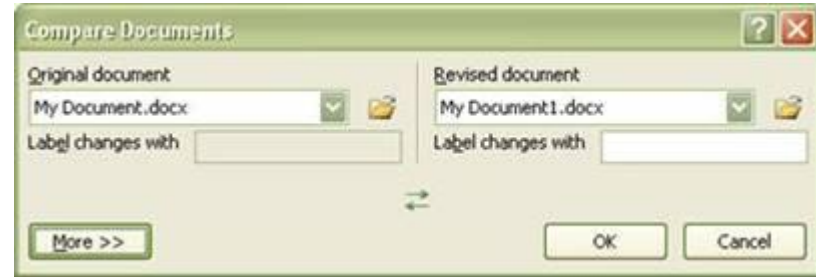 Compare Documents
?
Original document
My Document.docx
Label changes with
Revised document
My Document1.docx
Label changes with
More >>
OK
Cancel